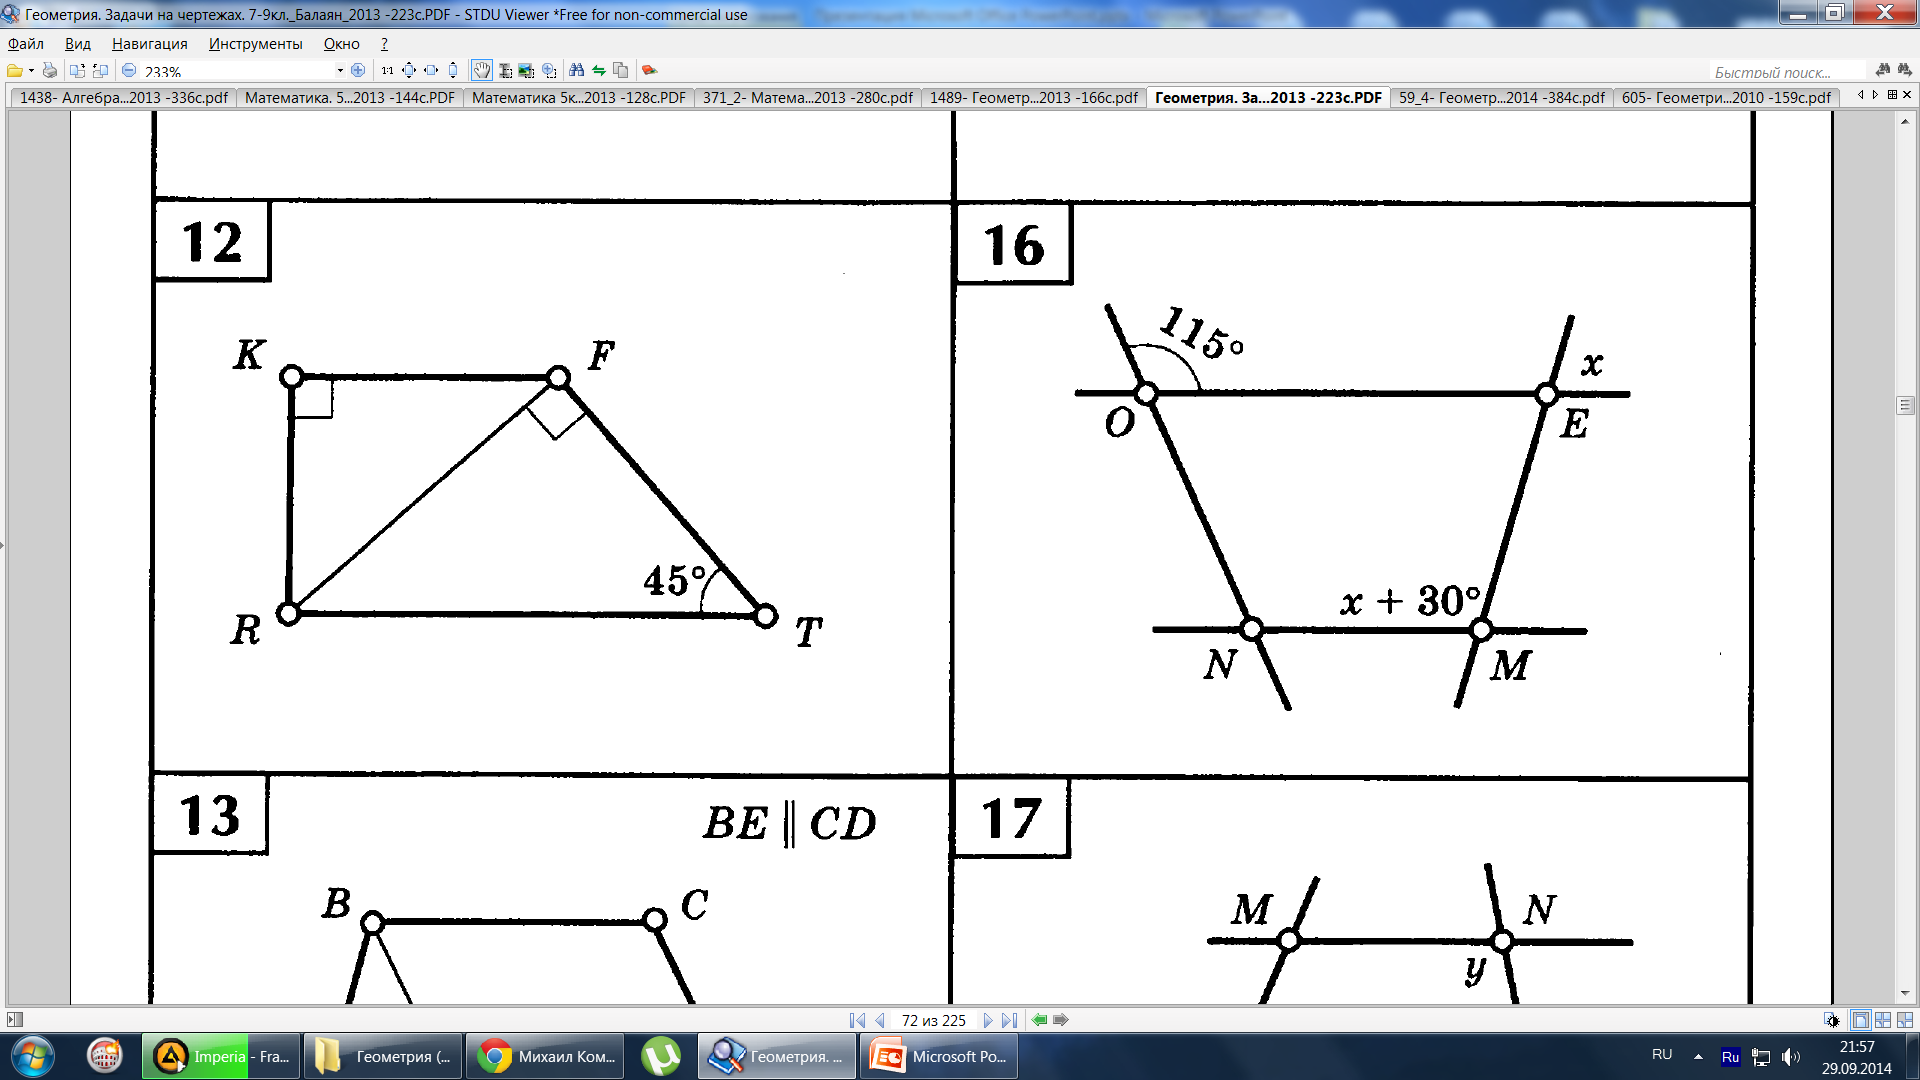 Геометрия. Задачи на чертежах. 7-9кл._Балаян_2013 -223с.PDF - STDU Viewer *Free for non-commercial use
Файл Вид Навигация Инструменты Окно ?
233% 1:1 Быстрый поиск...
1438- Алгебра...2013 -336с.pdf Математика. 5...2013 -144с.PDF Математика 5к...2013 -128с.PDF 371_2- Матема...2013 -280с.pdf 1489- Геометр...2013 -166с.pdf Геометрия. За...2013 -223с.PDF 59_4- Геометр...2014 -384с.pdf 605- Геометри...2010 -159с.pdf
12
K F
45°
R T
16
115° x
O E
x + 30°
N M
13
BE ∥ CD
B C
17
M N
y
72 из 225
Imperia - Fra...
Геометрия (...
Михаил Ком...
Геометрия. ...
Microsoft Po...
RU Ru
21:57
29.09.2014